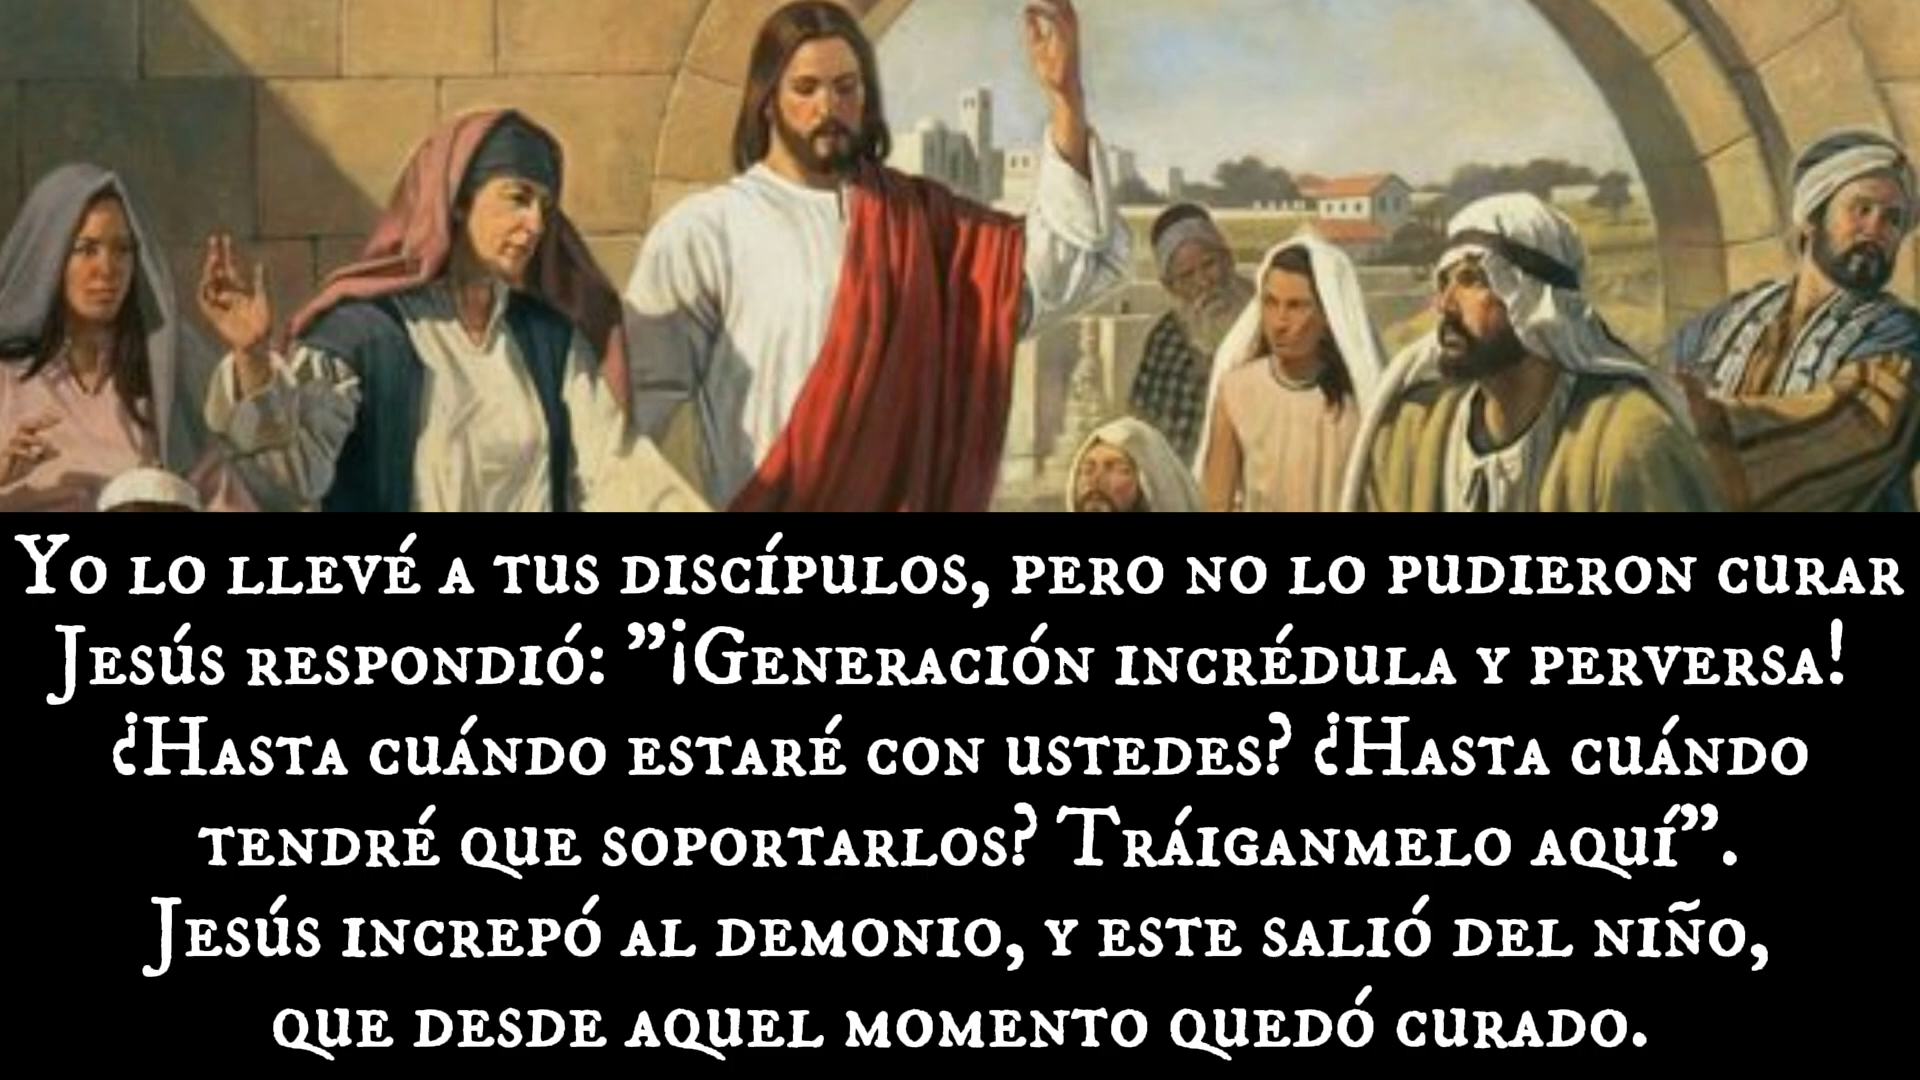 Yo lo llevé a tus discípulos, pero no lo pudieron curar
Jesús respondió: "¡Generación incrédula y perversa!
¿Hasta cuándo estaré con ustedes? ¿Hasta cuándo
tendré que soportarlos? Tráiganmelo aquí".
Jesús increpó al demonio, y este salió del niño,
que desde aquel momento quedó curado.